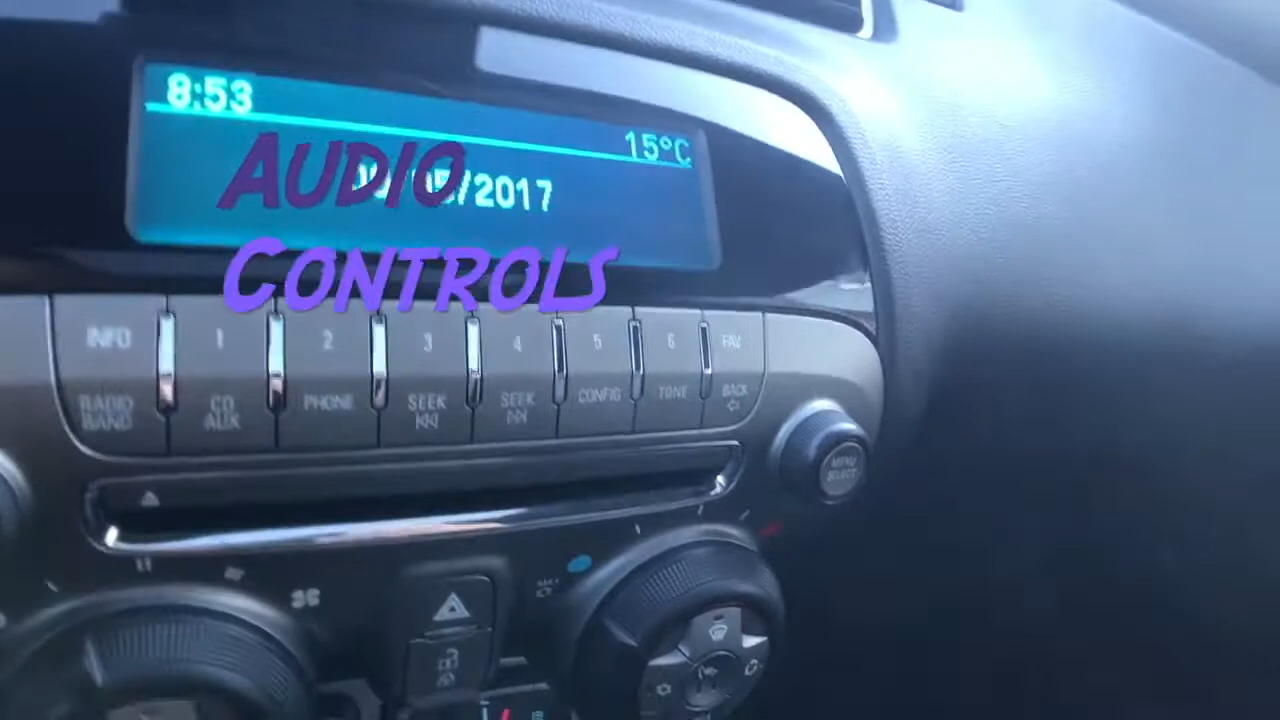 8:53
15°C
/2017
AUDIO
CONTROLS
INFO 1 2 3 4 5 6 FAV
RADIO BAND
CD AUX
PHONE
SEEK
SEEK
CONFIG
TONE
BACK
MENU SELECT